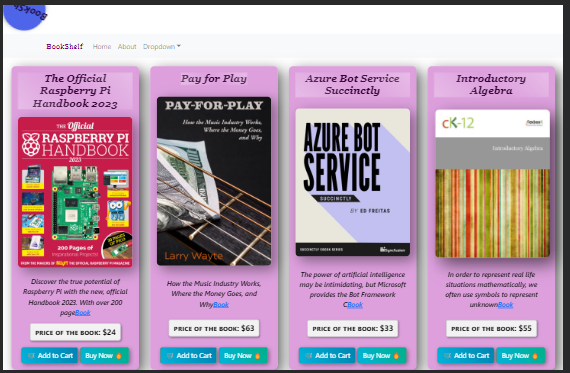 BookShelf
BookShelf Home About Dropdown
The Official
Raspberry Pi
Handbook 2023
THE Official
RASPBERRY PI
HANDBOOK
2023
200 Pages of
Inspirational Projects
Discover the true potential of
Raspberry Pi with the new, official
Handbook 2023. With over 200
pageBook
PRICE OF THE BOOK: $24
Add to Cart Buy Now
Pay for Play
PAY-FOR-PLAY
How the Music Industry Works,
Where the Money Goes,
and Why
Larry Wayte
How the Music Industry Works,
Where the Money Goes, and
WhyBook
PRICE OF THE BOOK: $63
Add to Cart Buy Now
Azure Bot Service
Succinctly
AZURE BOT
SERVICE
SUCCINCTLY
BY ED FREITAS
SUCCINCTLY EBOOK SERIES
Syncfusion
The power of artificial intelligence
may be intimidating, but Microsoft
provides the Bot Framework
CBook
PRICE OF THE BOOK: $33
Add to Cart Buy Now
Introductory
Algebra
cK-12
Introductory Algebra
In order to represent real life
situations mathematically, we
often use symbols to represent
unknownBook
PRICE OF THE BOOK: $55
Add to Cart Buy Now